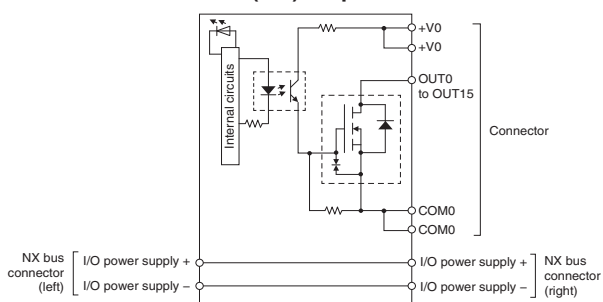 +V0
+V0
OUT0
to OUT15
Internal circuits
Connector
COM0
COM0
NX bus
connector
(left)
I/O power supply +
I/O power supply –
I/O power supply +
I/O power supply –
NX bus
connector
(right)